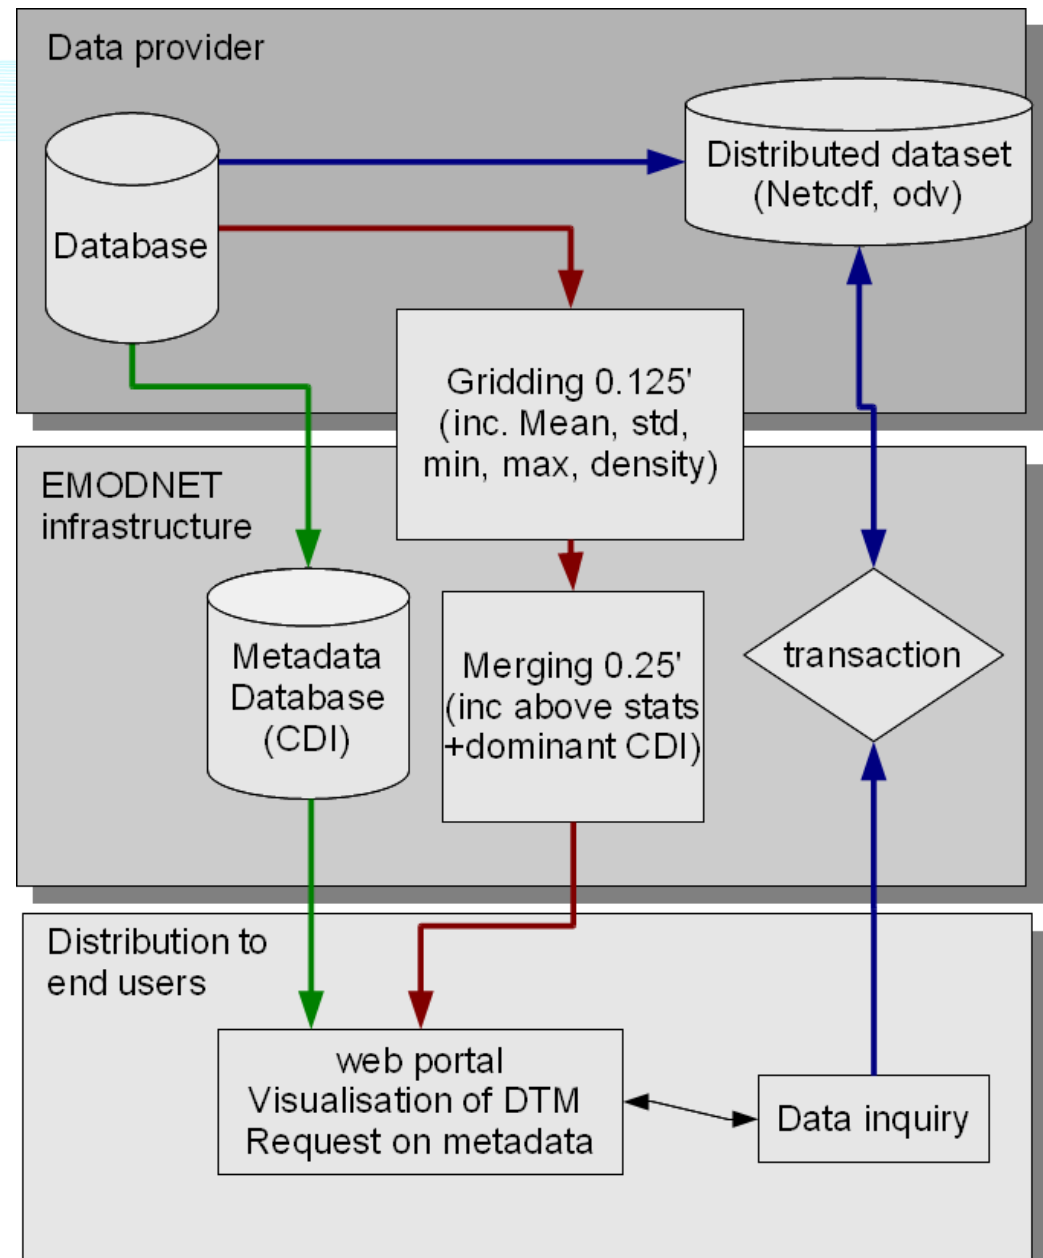 Data provider
Database
Distributed dataset
(Netcdf, odv)
Gridding 0.125'
(inc. Mean, std,
min, max, density)
EMODNET
infrastructure
Metadata
Database
(CDI)
Merging 0.25'
(inc above stats
+dominant CDI)
transaction
Distribution to
end users
web portal
Visualisation of DTM
Request on metadata
Data inquiry